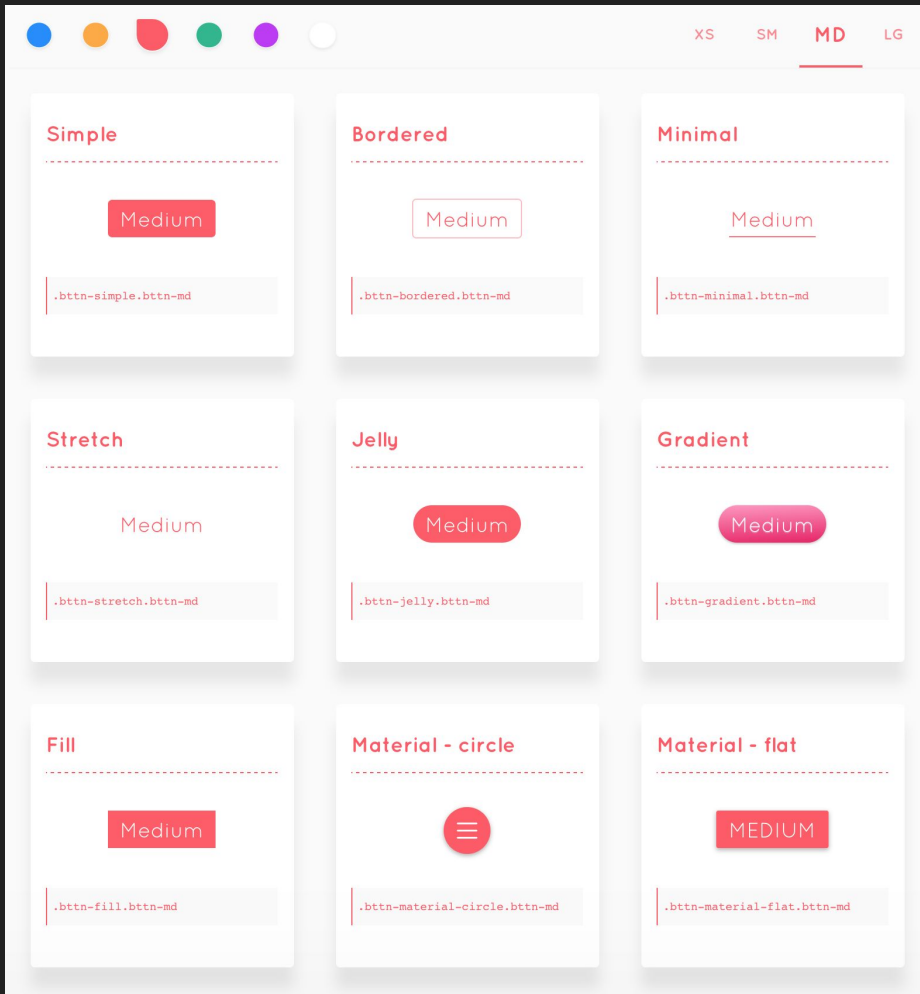 XS SM MD LG
Simple
Medium
.bttn-simple.bttn-md
Bordered
Medium
.bttn-bordered.bttn-md
Minimal
Medium
.bttn-minimal.bttn-md
Stretch
Medium
.bttn-stretch.bttn-md
Jelly
Medium
.bttn-jelly.bttn-md
Gradient
Medium
.bttn-gradient.bttn-md
Fill
Medium
.bttn-fill.bttn-md
Material - circle
.bttn-material-circle.bttn-md
Material - flat
MEDIUM
.bttn-material-flat.bttn-md